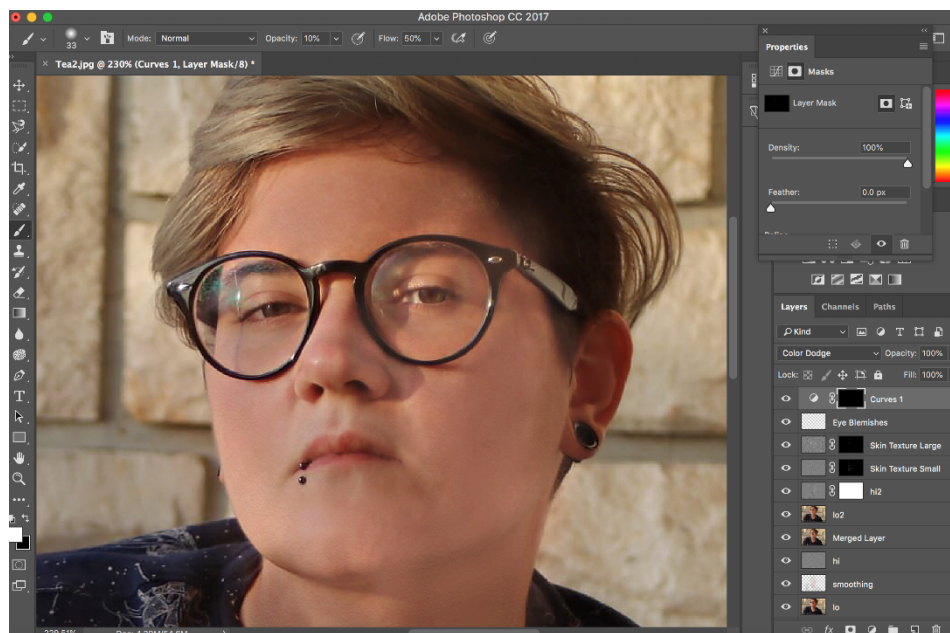 Adobe Photoshop CC 2017
33
Mode: Normal
Opacity: 10%
Flow: 50%
× Tea2.jpg @ 230% (Curves 1, Layer Mask/8) *
Properties
Masks
Layer Mask
Density: 100%
Feather: 0.0 px
Layers Channels Paths
Kind
Color Dodge
Opacity: 100%
Lock:
Fill: 100%
Curves 1
Eye Blemishes
Skin Texture Large
Skin Texture Small
hi2
lo2
Merged Layer
hi
smoothing
lo